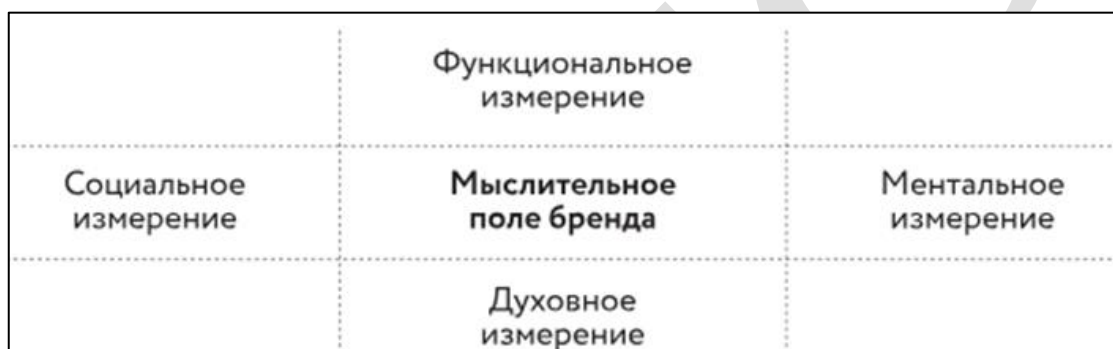 Функциональное
измерение
Социальное
измерение
Мыслительное
поле бренда
Ментальное
измерение
Духовное
измерение